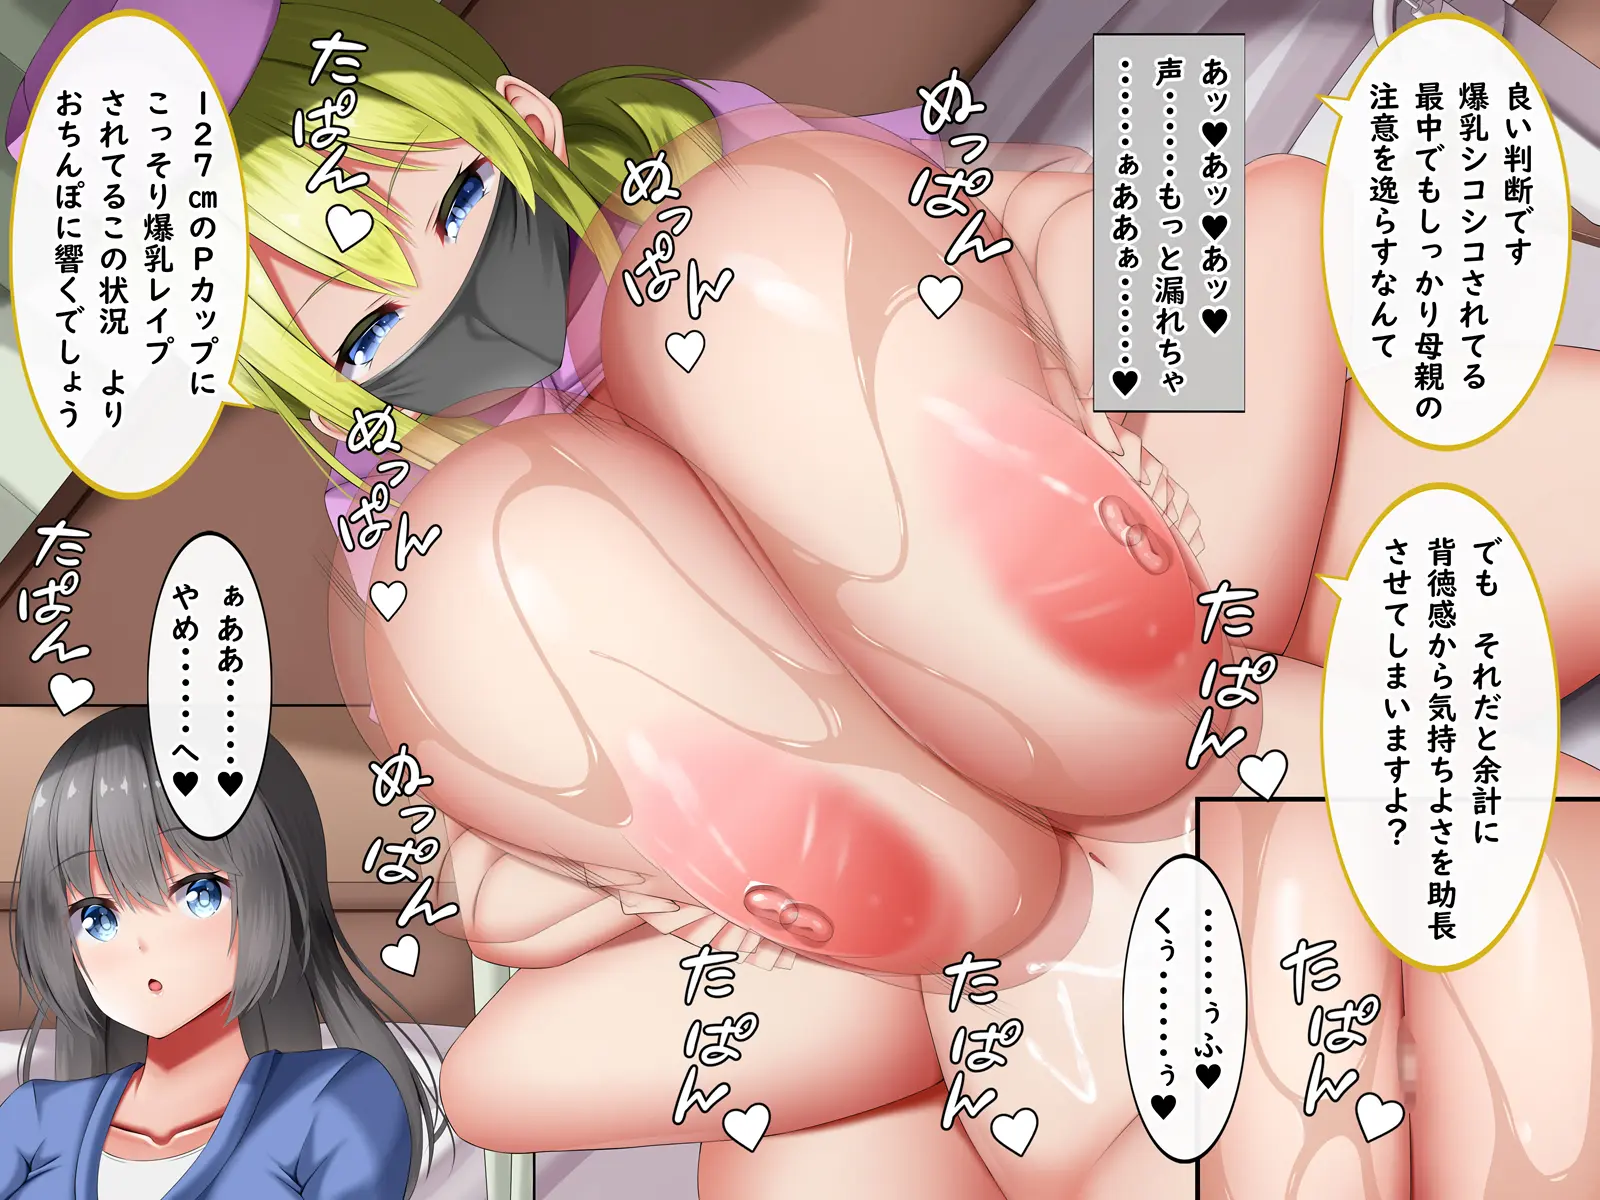 良い判断です
爆乳シコシコされてる
最中でもしっかり母親の
注意を逸らすなんて
でも それだと余計に
背徳感から気持ちよさを助長
させてしまいますよ?
あッ♥あッ♥あッ♥
声・・・・・・もっと漏れちゃ
・・・・・・・・ぁああぁ・・・・・・・・♥
・・・・・・・ぅふ♥
くぅ・・・・・・・ぅ♥
127cmのPカップに
こっそり爆乳レイプ
されてるこの状況 より
おちんぽに響くでしょう
ぁああ・・・・・・・♥
やめ・・・・・・・へ♥
たぱん♡
ぬっぱん♡
ぬっぱん♡
ぬっぱん♡
たぱん♡
たぱん♡
ぬっぱん♡
たぱん♡
たぱん♡
たぱん♡